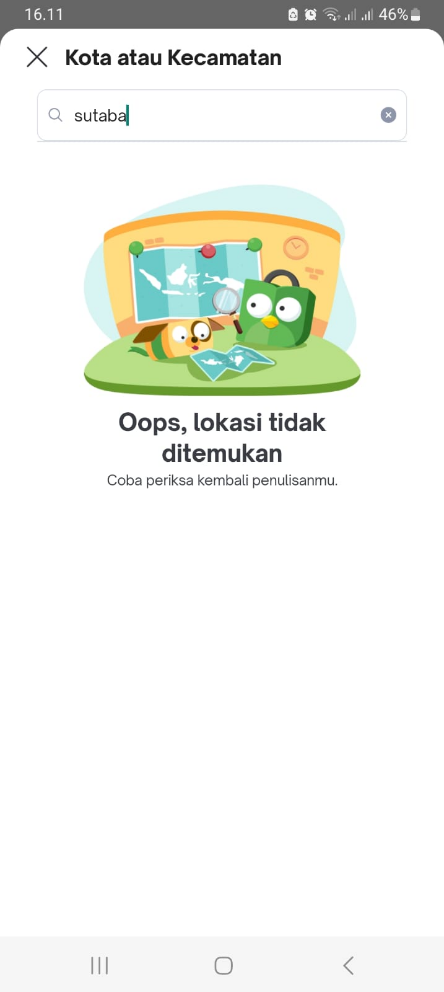 16.11
46%
Kota atau Kecamatan
sutaba
Oops, lokasi tidak
ditemukan
Coba periksa kembali penulisanmu.